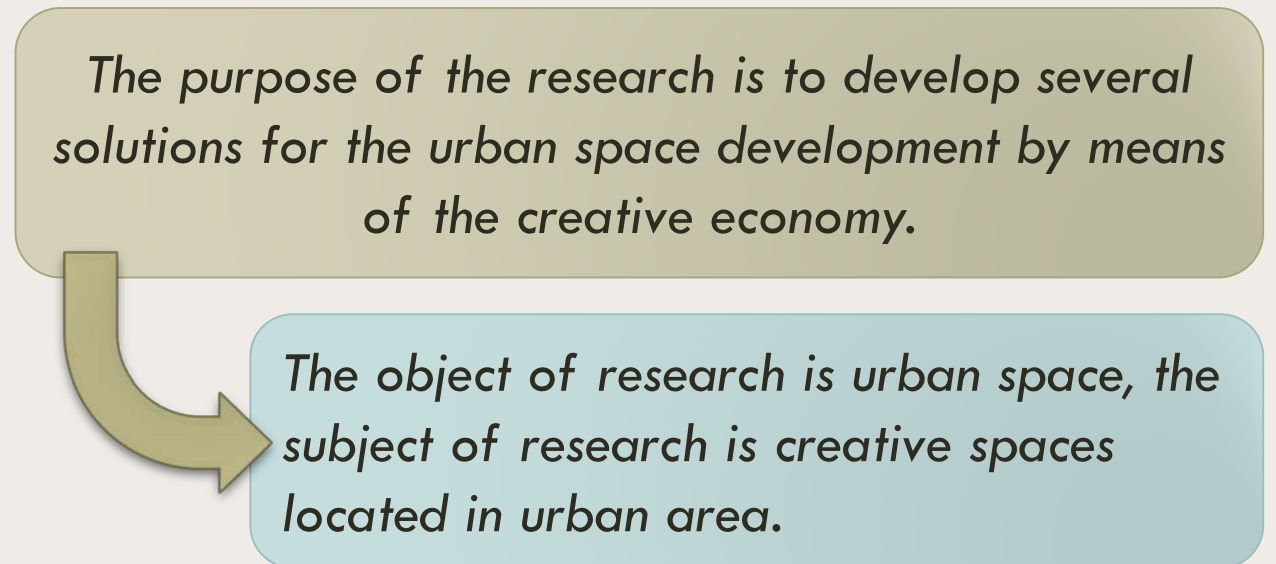 The purpose of the research is to develop several
solutions for the urban space development by means
of the creative economy.
The object of research is urban space, the
subject of research is creative spaces
located in urban area.